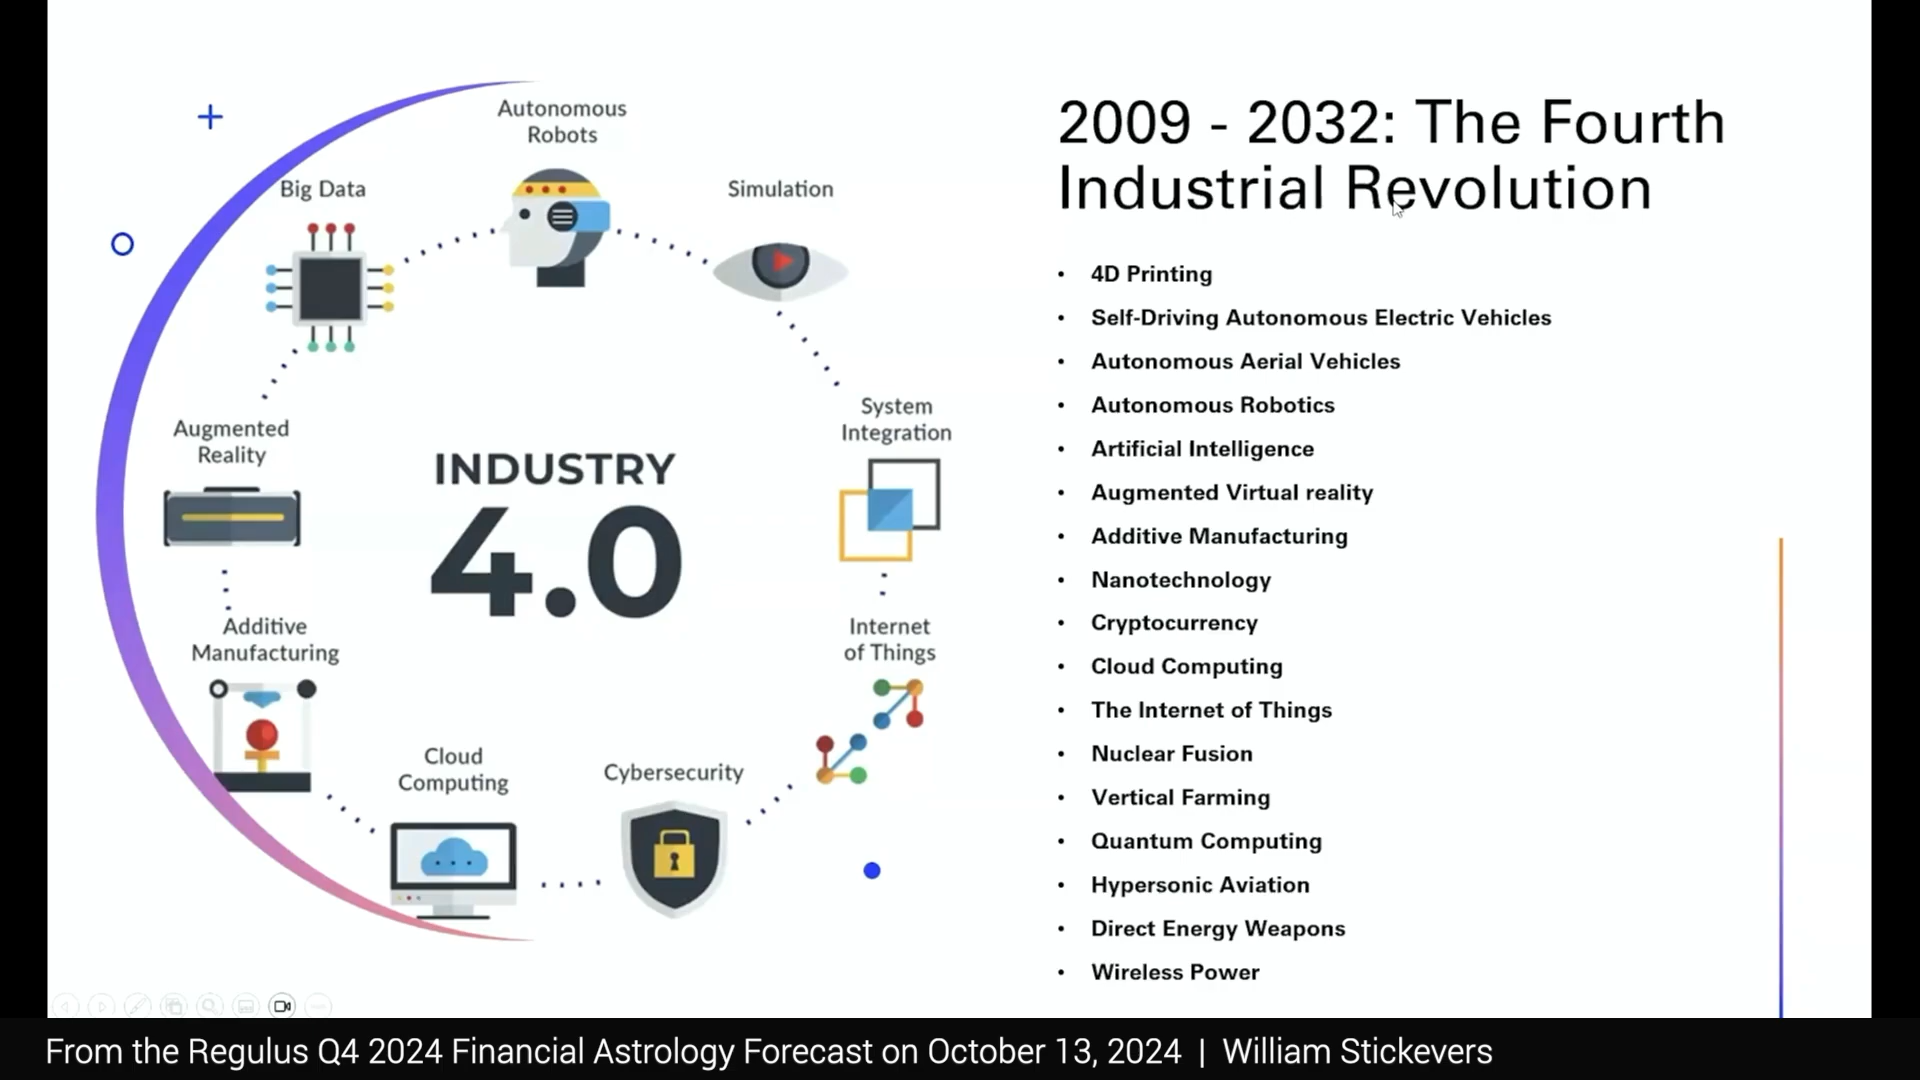 2009 - 2032: The Fourth
Industrial Revolution
Autonomous
Robots
Big Data
Simulation
System
Integration
Augmented
Reality
INDUSTRY
4.0
Additive
Manufacturing
Internet
of Things
Cloud
Computing
Cybersecurity
• 4D Printing
• Self-Driving Autonomous Electric Vehicles
• Autonomous Aerial Vehicles
• Autonomous Robotics
• Artificial Intelligence
• Augmented Virtual reality
• Additive Manufacturing
• Nanotechnology
• Cryptocurrency
• Cloud Computing
• The Internet of Things
• Nuclear Fusion
• Vertical Farming
• Quantum Computing
• Hypersonic Aviation
• Direct Energy Weapons
• Wireless Power
From the Regulus Q4 2024 Financial Astrology Forecast on October 13, 2024 | William Stickevers